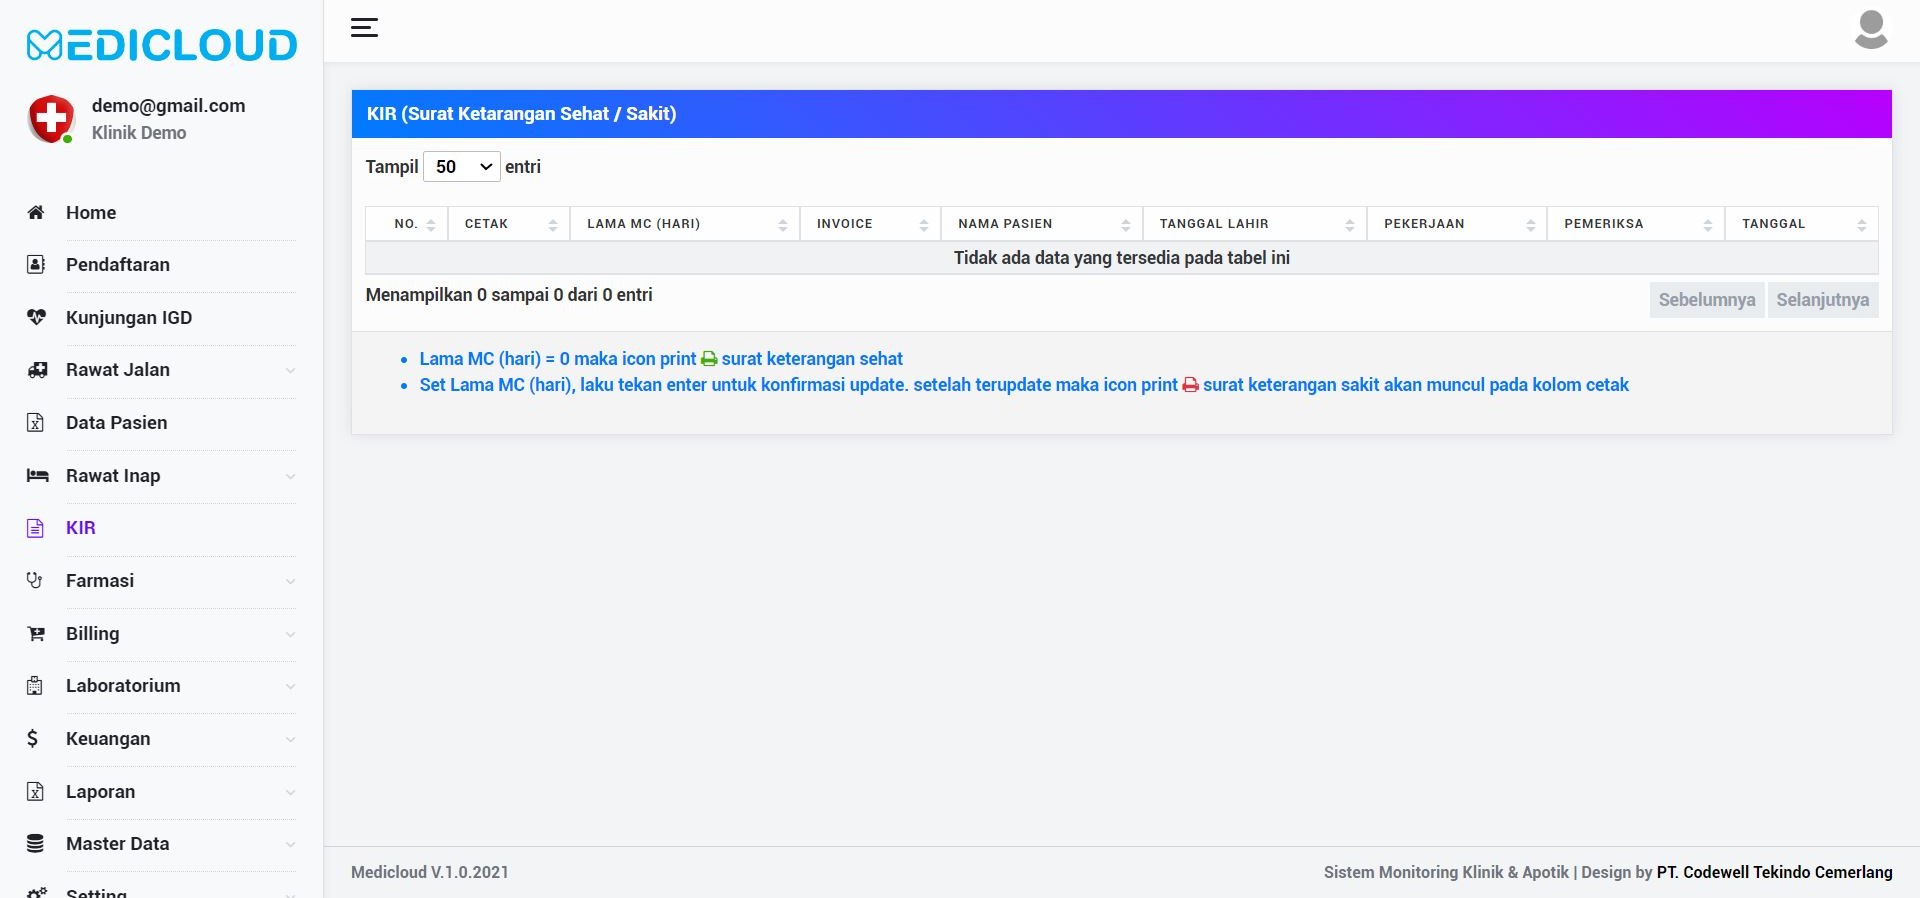 MEDICLOUD
demo@gmail.com
Klinik Demo
Home
Pendaftaran
Kunjungan IGD
Rawat Jalan
Data Pasien
Rawat Inap
KIR
Farmasi
Billing
Laboratorium
Keuangan
Laporan
Master Data
Setting
KIR (Surat Ketarangan Sehat / Sakit)
Tampil 50 entri
NO. CETAK LAMA MC (HARI) INVOICE NAMA PASIEN TANGGAL LAHIR PEKERJAAN PEMERIKSA TANGGAL
Tidak ada data yang tersedia pada tabel ini
Menampilkan 0 sampai 0 dari 0 entri
Sebelumnya Selanjutnya
• Lama MC (hari) = 0 maka icon print surat keterangan sehat
• Set Lama MC (hari), laku tekan enter untuk konfirmasi update. setelah terupdate maka icon print surat keterangan sakit akan muncul pada kolom cetak
Medicloud V.1.0.2021
Sistem Monitoring Klinik & Apotik | Design by PT. Codewell Tekindo Cemerlang